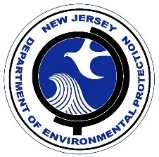 NEW JERSEY
DEPARTMENT OF ENVIRONMENTAL PROTECTION